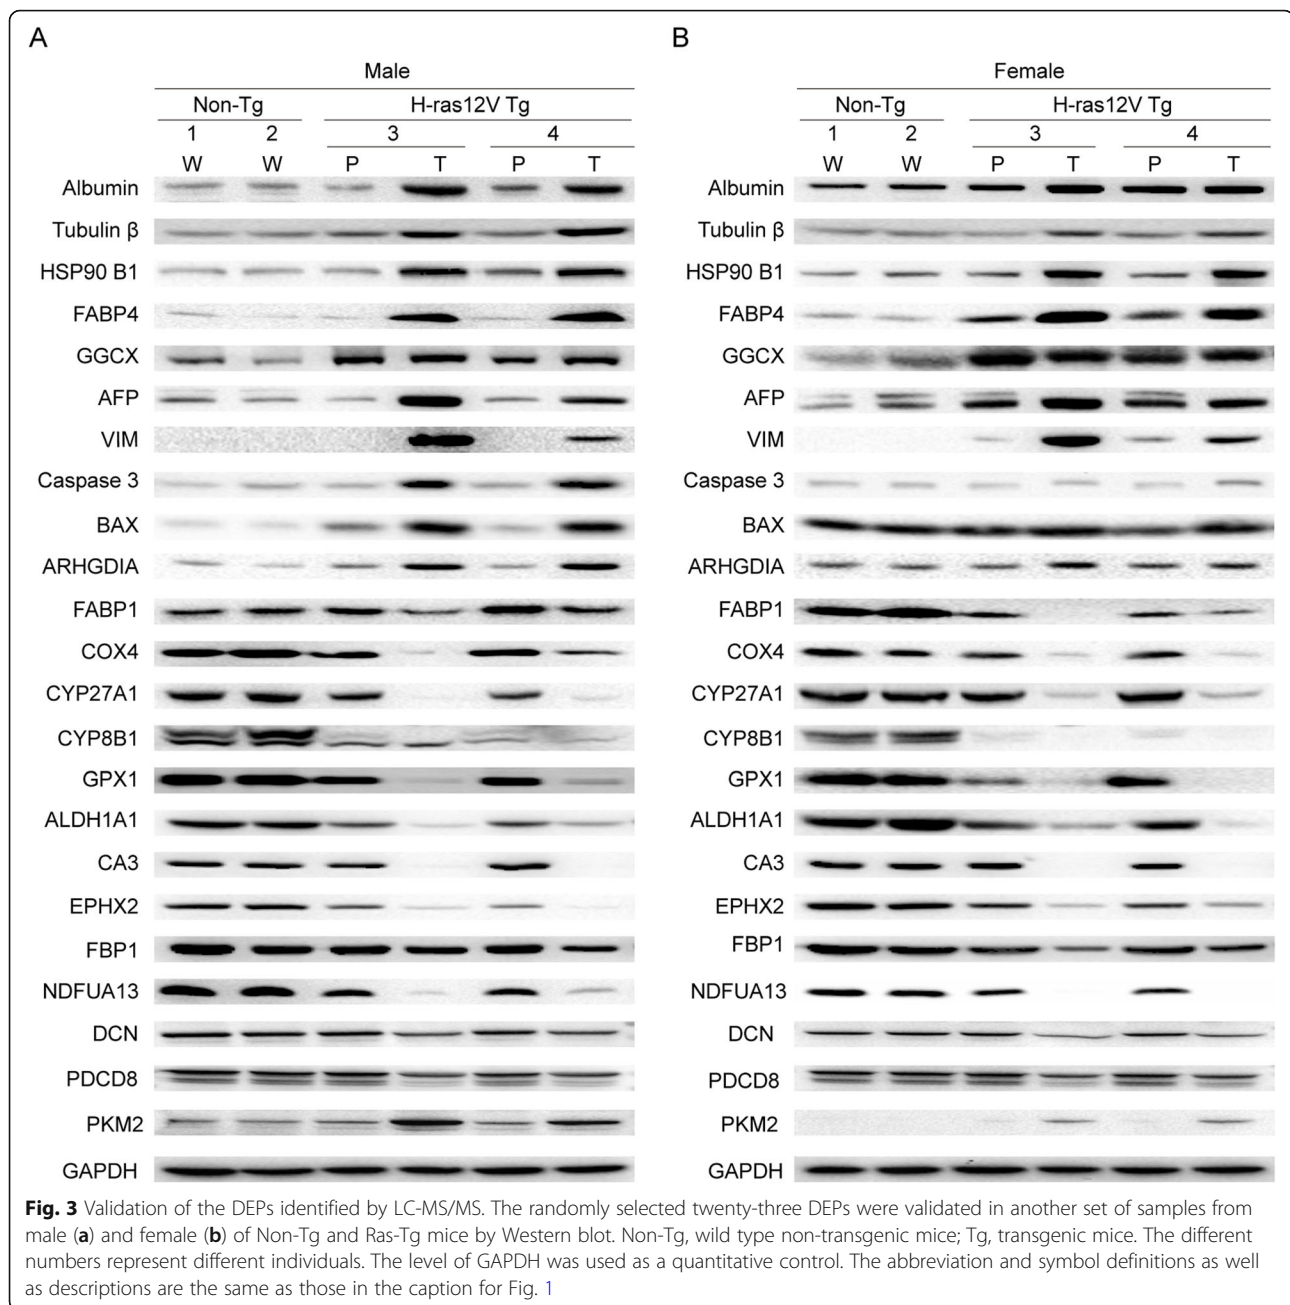 A
Male
Non-Tg H-ras12V Tg
1 2 3 4
W W P T P T
Albumin
Tubulin β
HSP90 B1
FABP4
GGCX
AFP
VIM
Caspase 3
BAX
ARHGDIA
FABP1
COX4
CYP27A1
CYP8B1
GPX1
ALDH1A1
CA3
EPHX2
FBP1
NDFUA13
DCN
PDCD8
PKM2
GAPDH
B
Female
Non-Tg H-ras12V Tg
1 2 3 4
W W P T P T
Albumin
Tubulin β
HSP90 B1
FABP4
GGCX
AFP
VIM
Caspase 3
BAX
ARHGDIA
FABP1
COX4
CYP27A1
CYP8B1
GPX1
ALDH1A1
CA3
EPHX2
FBP1
NDFUA13
DCN
PDCD8
PKM2
GAPDH
Fig. 3 Validation of the DEPs identified by LC-MS/MS. The randomly selected twenty-three DEPs were validated in another set of samples from
male (a) and female (b) of Non-Tg and Ras-Tg mice by Western blot. Non-Tg, wild type non-transgenic mice; Tg, transgenic mice. The different
numbers represent different individuals. The level of GAPDH was used as a quantitative control. The abbreviation and symbol definitions as well
as descriptions are the same as those in the caption for Fig. 1